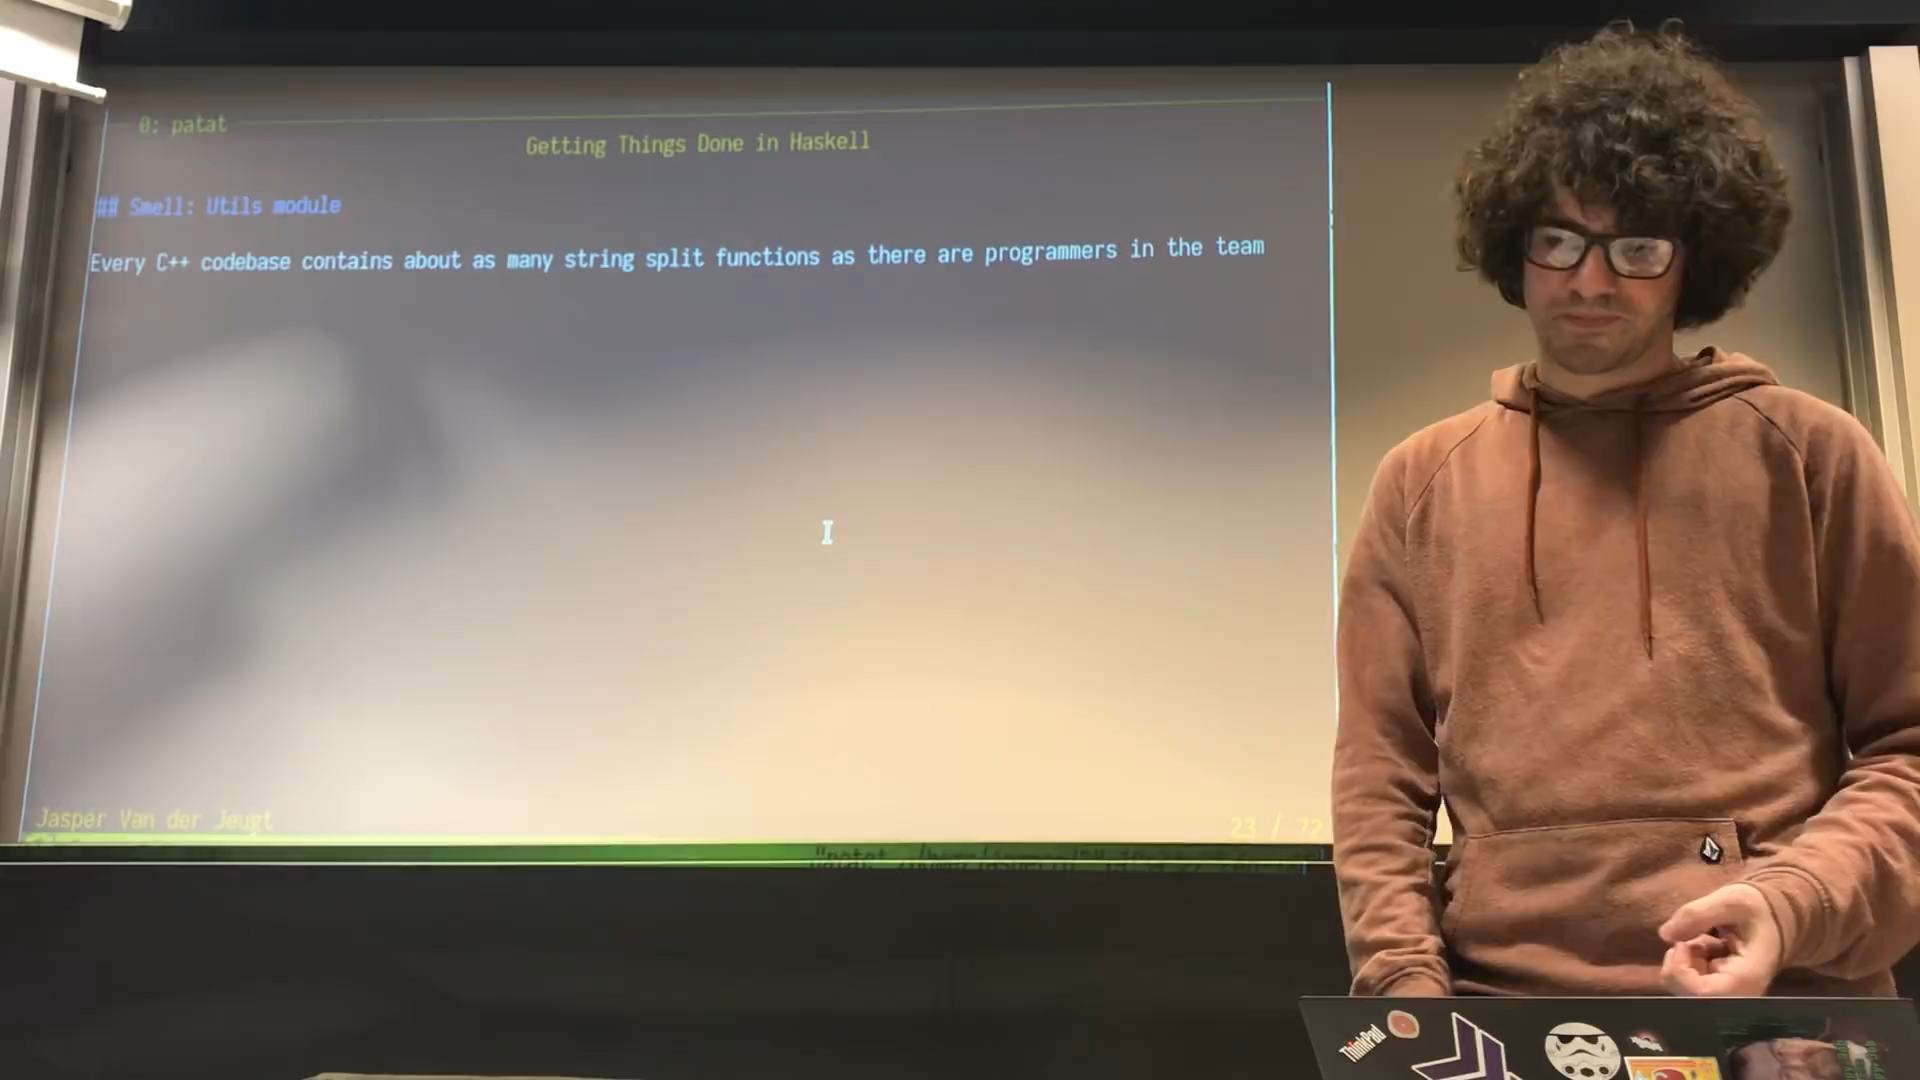 0: patat
Getting Things Done in Haskell
## Smell: Utils module
Every C++ codebase contains about as many string split functions as there are programmers in the team
Jasper Van der Jeugt
23 / 72
ThinkPad